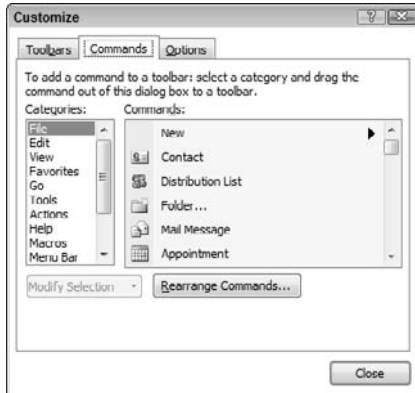 Customize
Toolbars Commands Options
To add a command to a toolbar: select a category and drag the
command out of this dialog box to a toolbar.
Categories: Commands:
File
Edit
View
Favorites
Go
Tools
Actions
Help
Macros
Menu Bar
New
Contact
Distribution List
Folder...
Mail Message
Appointment
Modify Selection Rearrange Commands...
Close